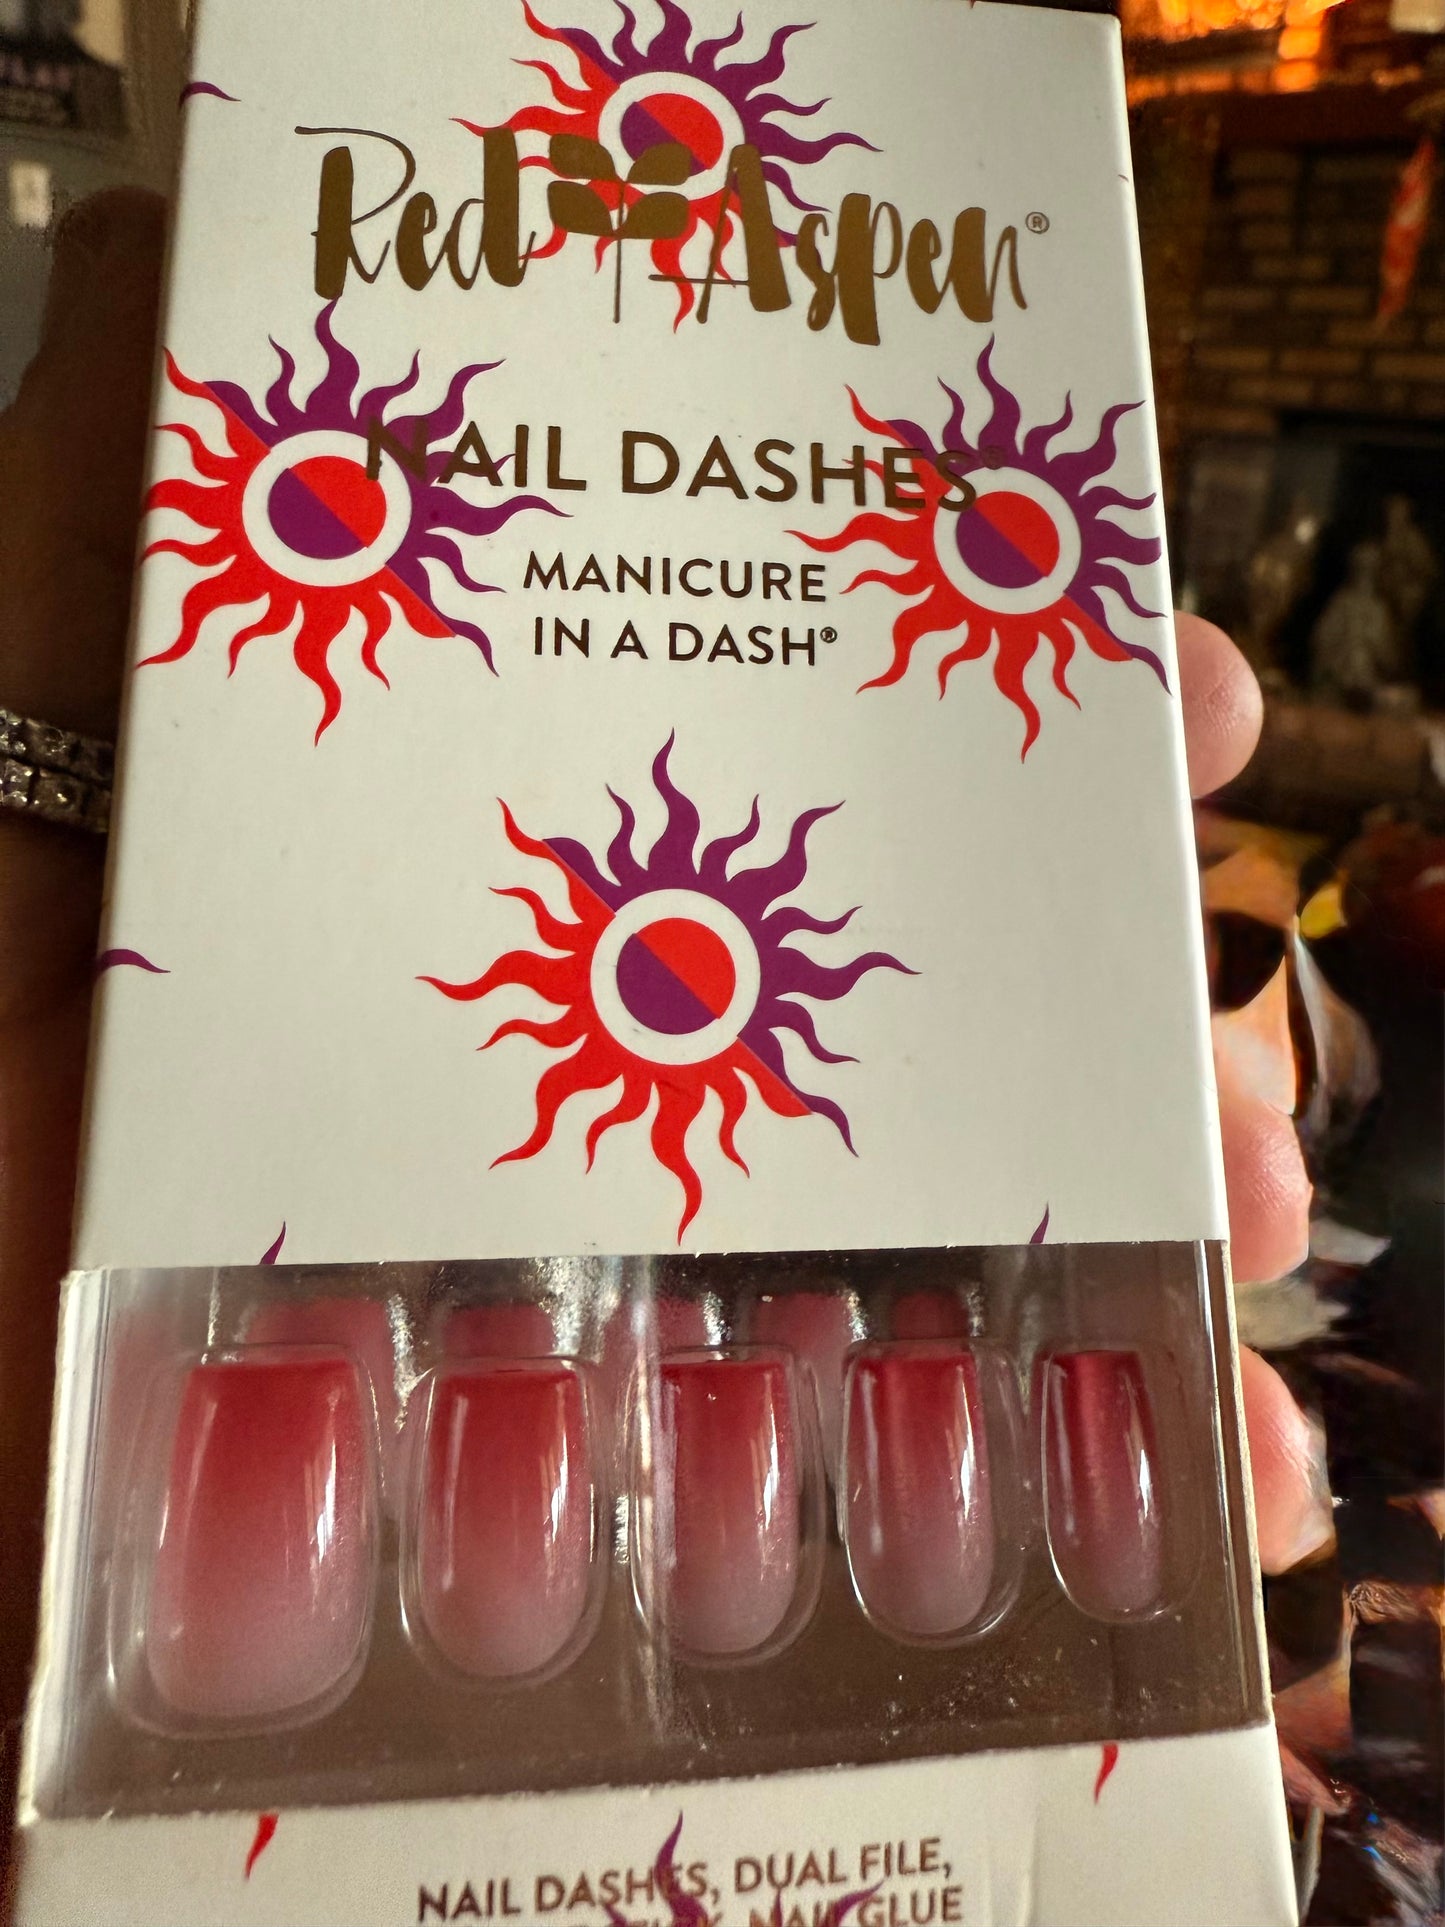 Red Aspen®
NAIL DASHES®
MANICURE
IN A DASH®
NAIL DASHES, DUAL FILE,
NAIL GLUE